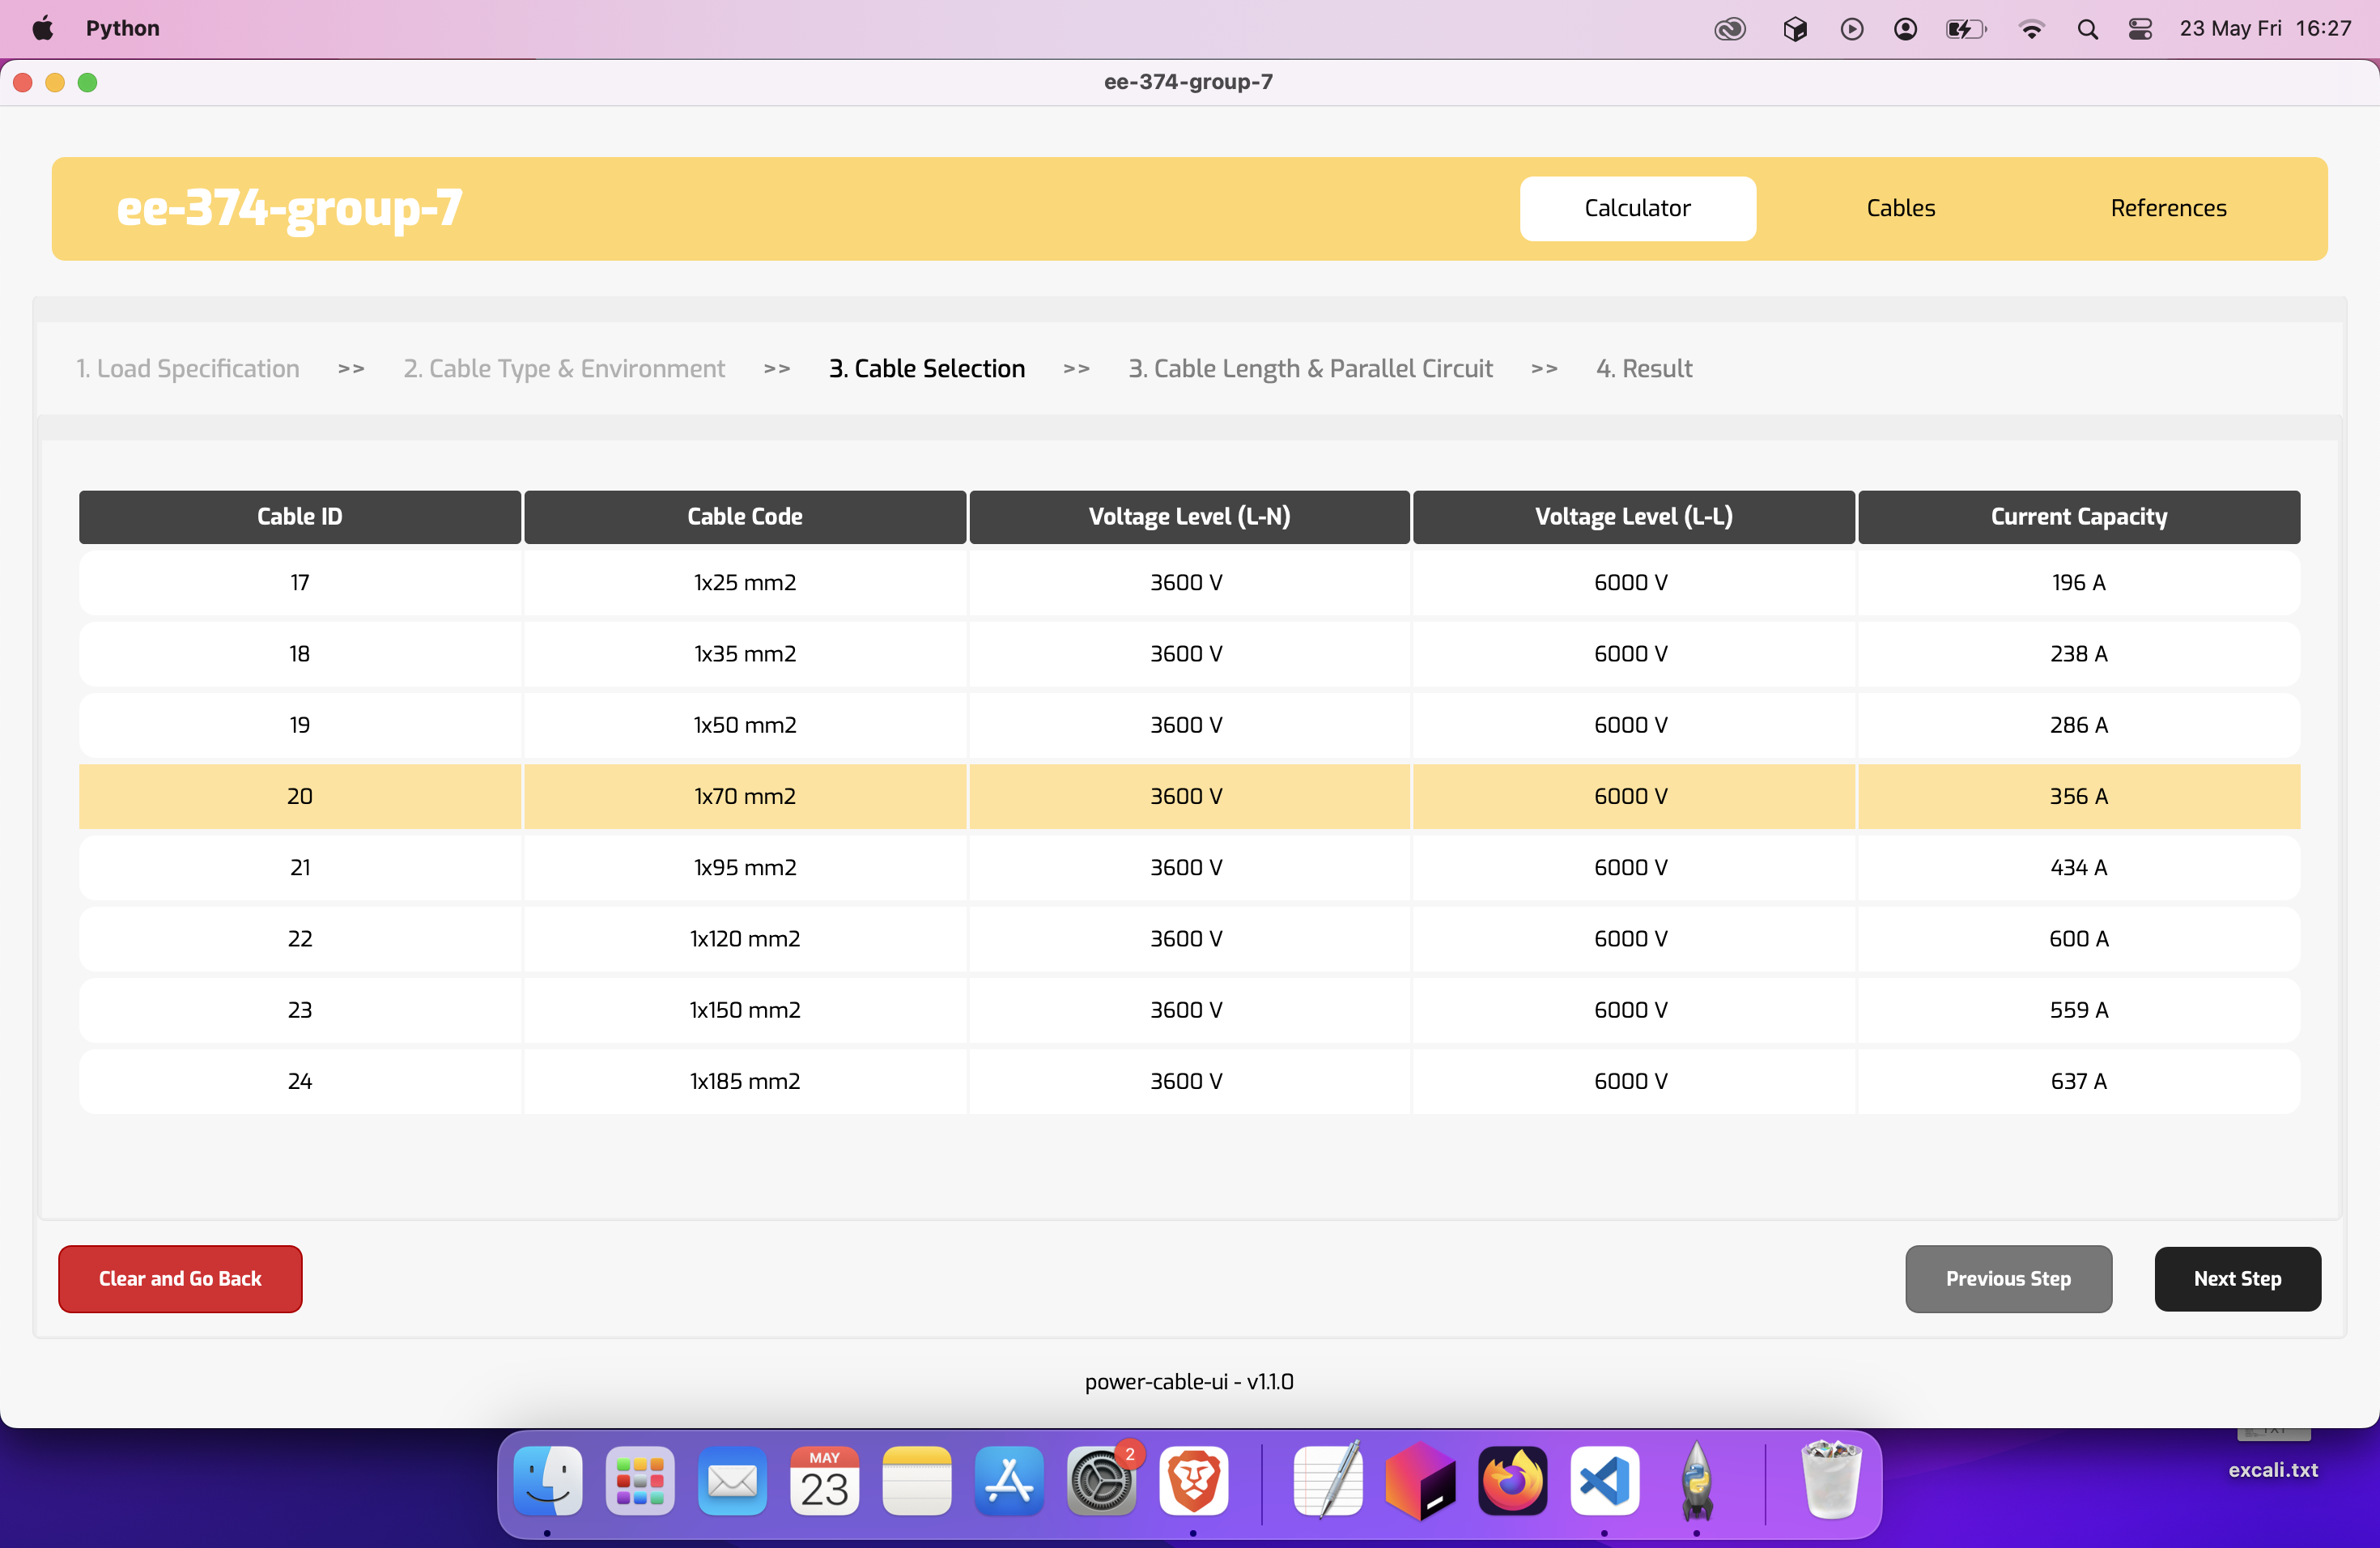 Python 23 May Fri 16:27
ee-374-group-7
ee-374-group-7 Calculator Cables References
1. Load Specification >> 2. Cable Type & Environment >> 3. Cable Selection >> 3. Cable Length & Parallel Circuit >> 4. Result
Cable ID Cable Code Voltage Level (L-N) Voltage Level (L-L) Current Capacity
17 1x25 mm2 3600 V 6000 V 196 A
18 1x35 mm2 3600 V 6000 V 238 A
19 1x50 mm2 3600 V 6000 V 286 A
20 1x70 mm2 3600 V 6000 V 356 A
21 1x95 mm2 3600 V 6000 V 434 A
22 1x120 mm2 3600 V 6000 V 600 A
23 1x150 mm2 3600 V 6000 V 559 A
24 1x185 mm2 3600 V 6000 V 637 A
Clear and Go Back Previous Step Next Step
power-cable-ui - v1.1.0
MAY
23
2
excali.txt